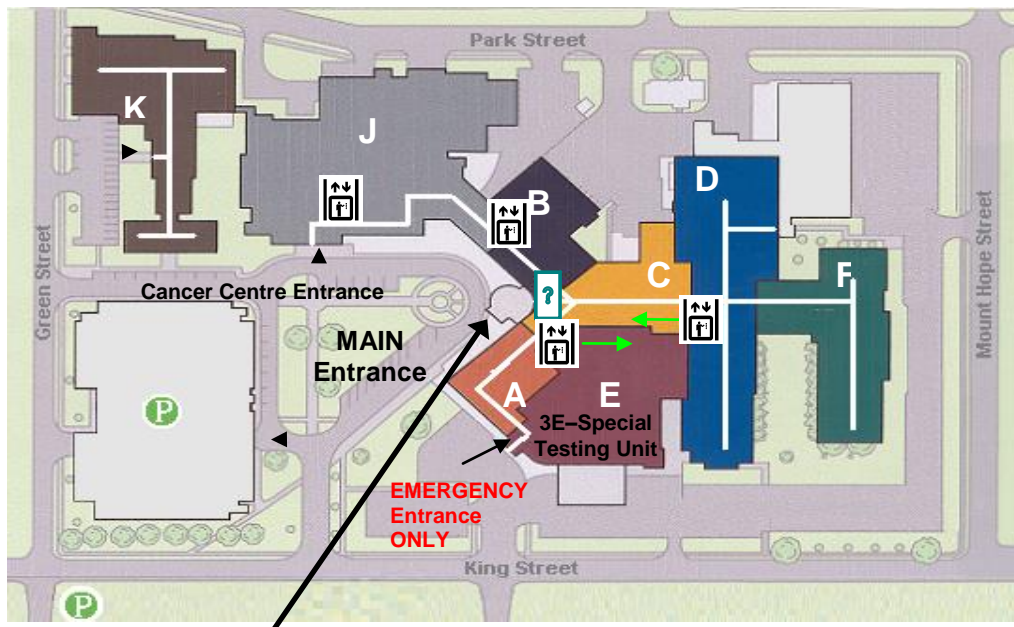 Park Street
K
J
B
D
Green Street
Mount Hope Street
C
F
?
Cancer Centre Entrance
MAIN
Entrance
A
E
3E–Special
Testing Unit
P
EMERGENCY
Entrance
ONLY
King Street
P